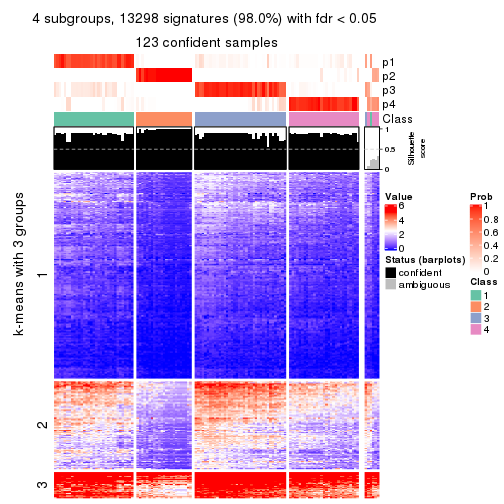 4 subgroups, 13298 signatures (98.0%) with fdr < 0.05
123 confident samples
p1
p2
p3
p4
Class
1
0.5
0
Silhouette
score
k-means with 3 groups
1
2
3
Value
6
4
2
0
Status (barplots)
confident
ambiguous
Prob
1
0.8
0.6
0.4
0.2
0
Class
1
2
3
4